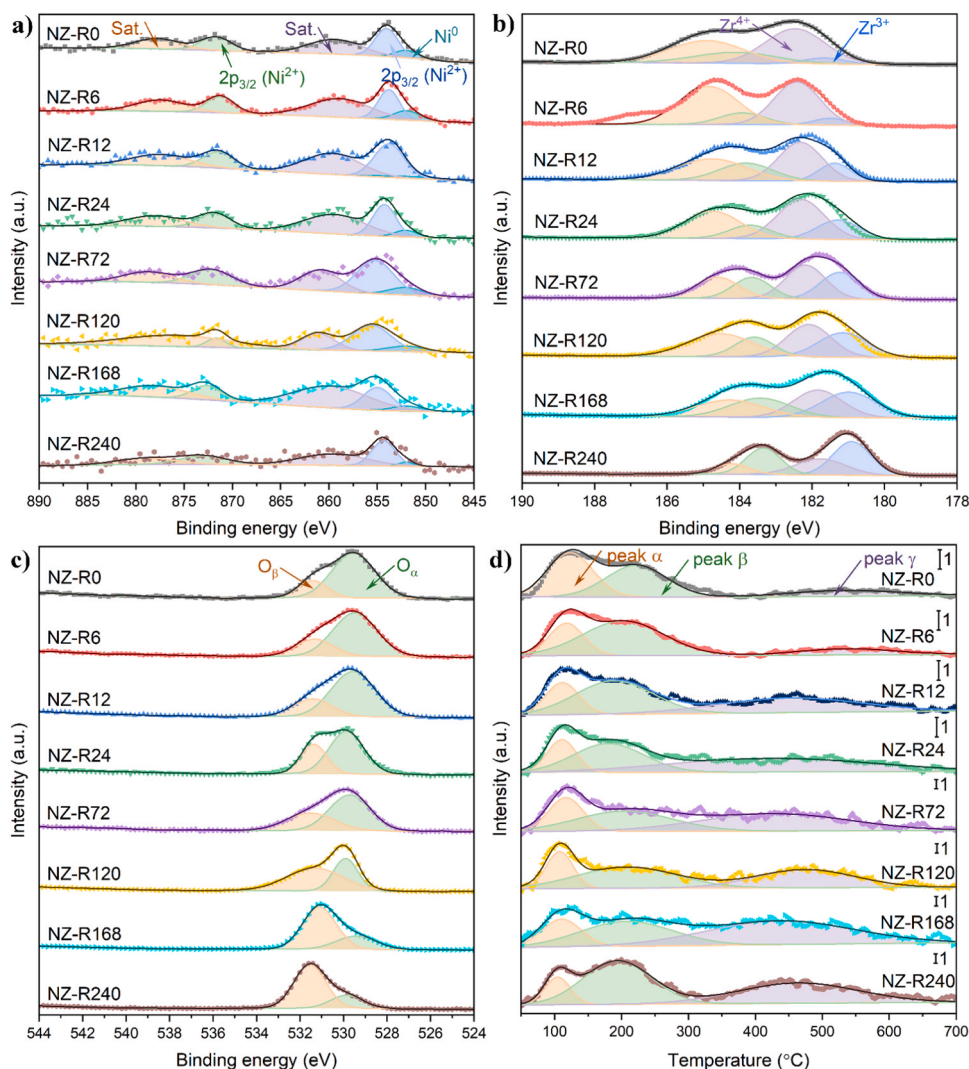 a)
Sat.
Sat.
Ni⁰
NZ-R0
2p₃/₂ (Ni²⁺)
2p₃/₂ (Ni²⁺)
NZ-R6
NZ-R12
NZ-R24
NZ-R72
NZ-R120
NZ-R168
NZ-R240
Intensity (a.u.)
890 885 880 875 870 865 860 855 850 845
Binding energy (eV)
b)
Zr⁴⁺
Zr³⁺
NZ-R0
NZ-R6
NZ-R12
NZ-R24
NZ-R72
NZ-R120
NZ-R168
NZ-R240
Intensity (a.u.)
190 188 186 184 182 180 178
Binding energy (eV)
c)
Oβ
Oα
NZ-R0
NZ-R6
NZ-R12
NZ-R24
NZ-R72
NZ-R120
NZ-R168
NZ-R240
Intensity (a.u.)
544 542 540 538 536 534 532 530 528 526 524
Binding energy (eV)
d)
peak α
peak β
peak γ
1
NZ-R0
1
NZ-R6
1
NZ-R12
1
NZ-R24
1
NZ-R72
1
NZ-R120
1
NZ-R168
1
NZ-R240
Intensity (a.u.)
100 200 300 400 500 600 700
Temperature (°C)